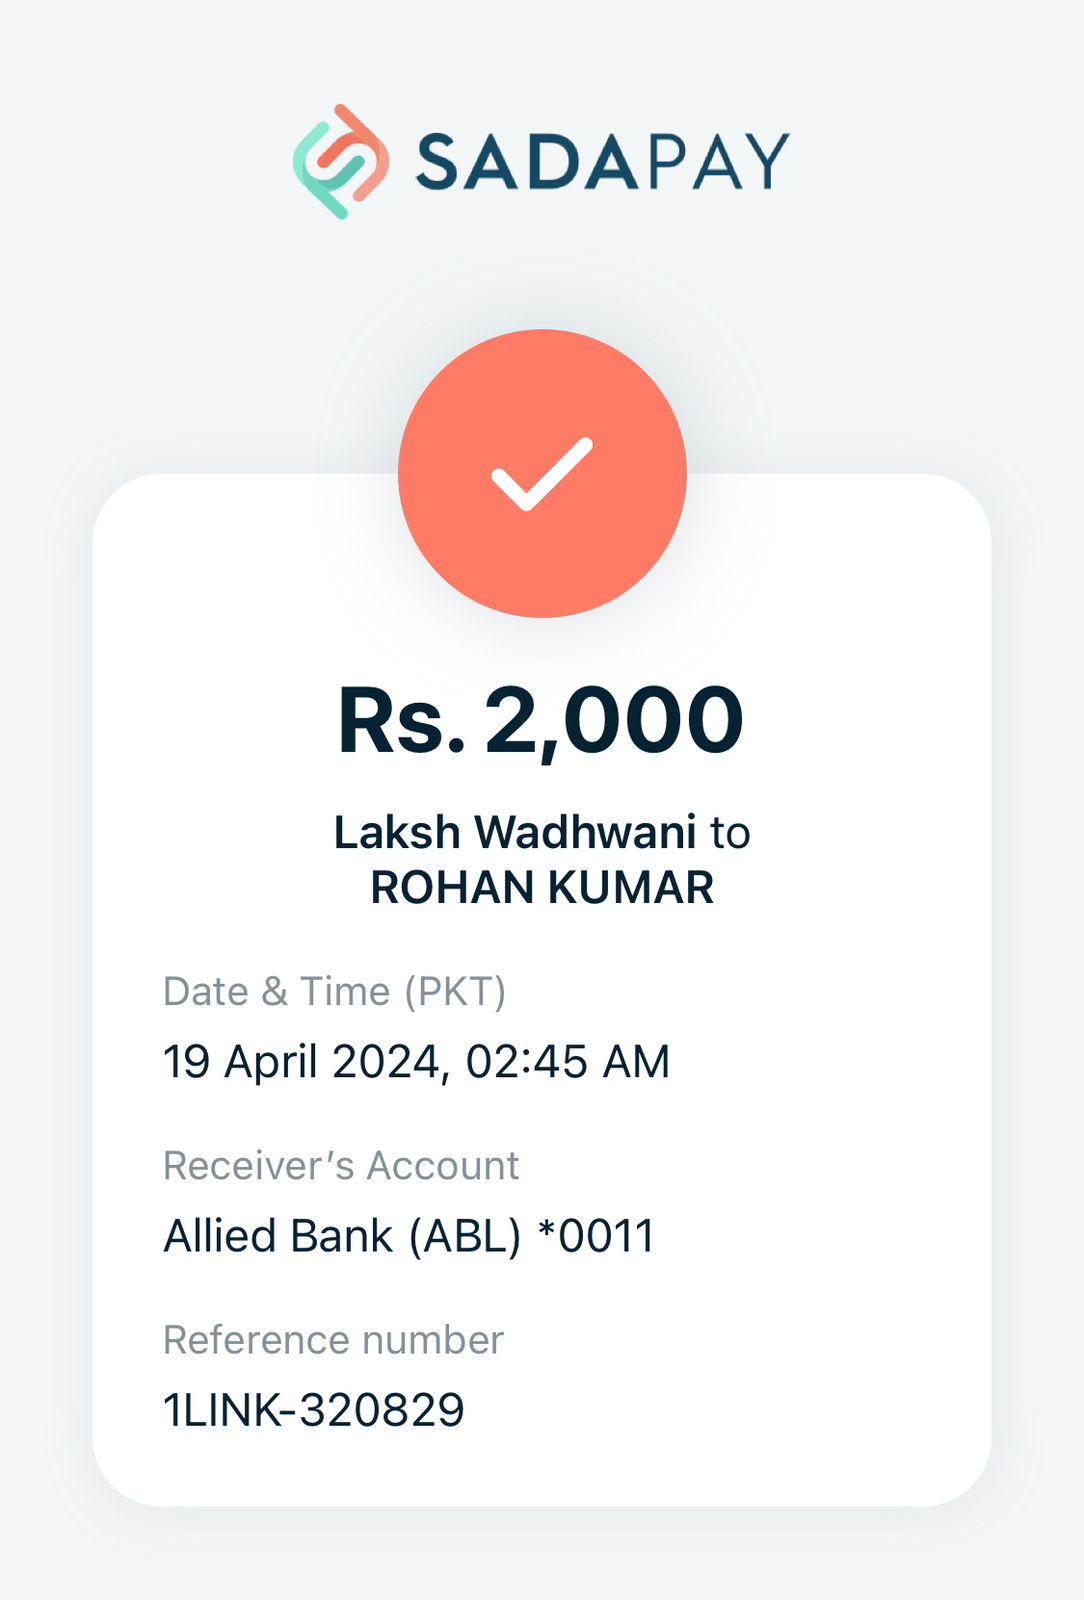 SADAPAY
Rs. 2,000
Laksh Wadhwani to
ROHAN KUMAR
Date & Time (PKT)
19 April 2024, 02:45 AM
Receiver’s Account
Allied Bank (ABL) *0011
Reference number
1LINK-320829